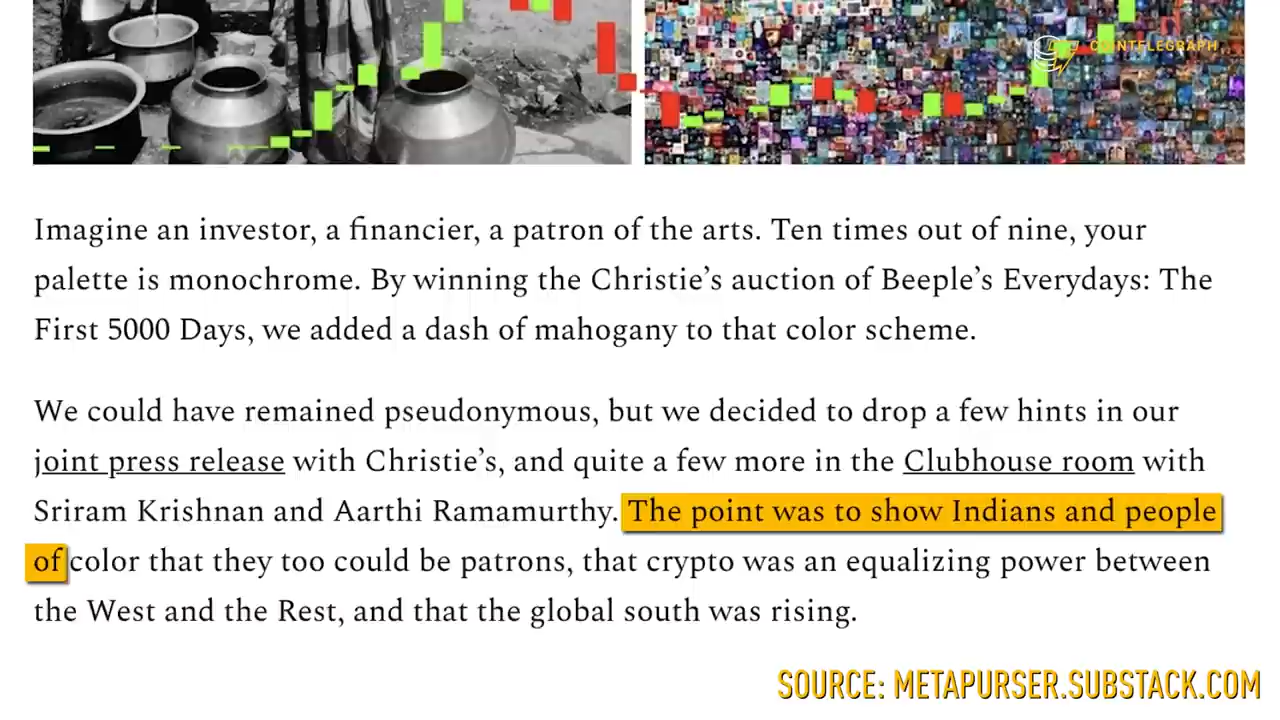 COINTELEGRAPH
Imagine an investor, a financier, a patron of the arts. Ten times out of nine, your
palette is monochrome. By winning the Christie’s auction of Beeple’s Everydays: The
First 5000 Days, we added a dash of mahogany to that color scheme.
We could have remained pseudonymous, but we decided to drop a few hints in our
joint press release with Christie’s, and quite a few more in the Clubhouse room with
Sriram Krishnan and Aarthi Ramamurthy. The point was to show Indians and people
of color that they too could be patrons, that crypto was an equalizing power between
the West and the Rest, and that the global south was rising.
SOURCE: METAPURSER.SUBSTACK.COM